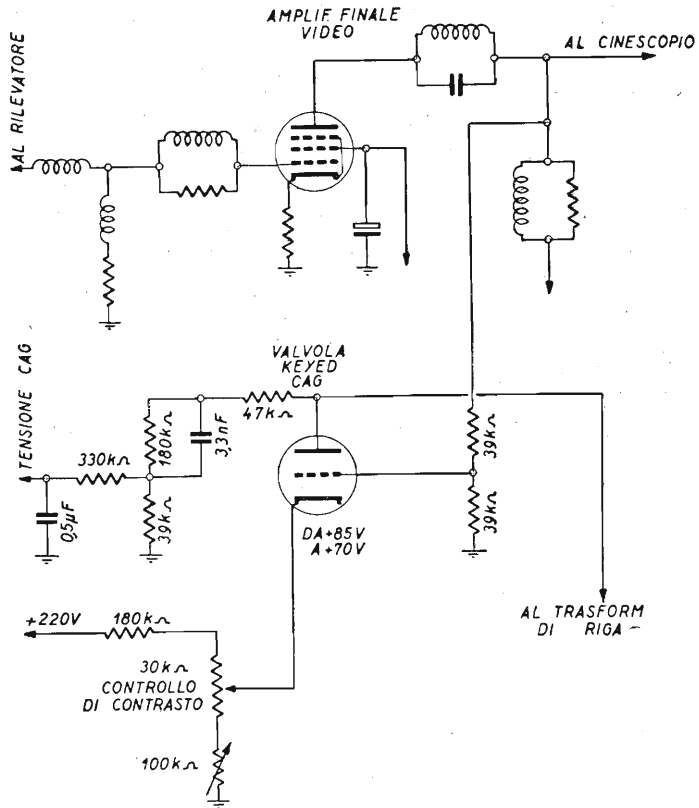 AMPLIF. FINALE
VIDEO
AL CINESCOPIO
AL RILEVATORE
VALVOLA
KEYED
CAG
TENSIONE CAG
47kΩ
180kΩ
3,3nF
330kΩ
39kΩ
39kΩ
39kΩ
0,5µF
DA+85V
A+70V
AL TRASFORM
DI RIGA
+220V
180kΩ
30kΩ
CONTROLLO
DI CONTRASTO
100kΩ